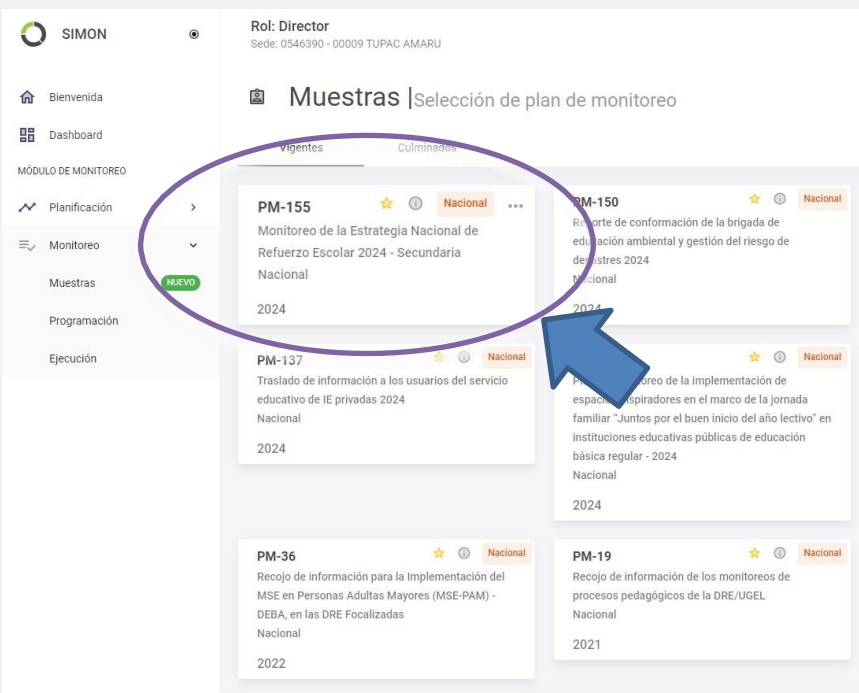 SIMON
Rol: Director
Sede: 0546390 - 00009 TUPAC AMARU
Bienvenida
Dashboard
MÓDULO DE MONITOREO
Planificación
Monitoreo
Muestras NUEVO
Programación
Ejecución
Muestras |Selección de plan de monitoreo
Vigentes Culminados
PM-155 Nacional
Monitoreo de la Estrategia Nacional de
Refuerzo Escolar 2024 - Secundaria
Nacional
2024
PM-150 Nacional
Reporte de conformación de la brigada de
educación ambiental y gestión del riesgo de
desastres 2024
Nacional
2024
PM-137 Nacional
Traslado de información a los usuarios del servicio
educativo de IE privadas 2024
Nacional
2024
Nacional
de la implementación de
en el marco de la jornada
familiar "Juntos por el buen inicio del año lectivo" en
instituciones educativas públicas de educación
básica regular - 2024
Nacional
2024
PM-36 Nacional
Recojo de información para la Implementación del
MSE en Personas Adultas Mayores (MSE-PAM) -
DEBA, en las DRE Focalizadas
Nacional
2022
PM-19 Nacional
Recojo de información de los monitoreos de
procesos pedagógicos de la DRE/UGEL
Nacional
2021